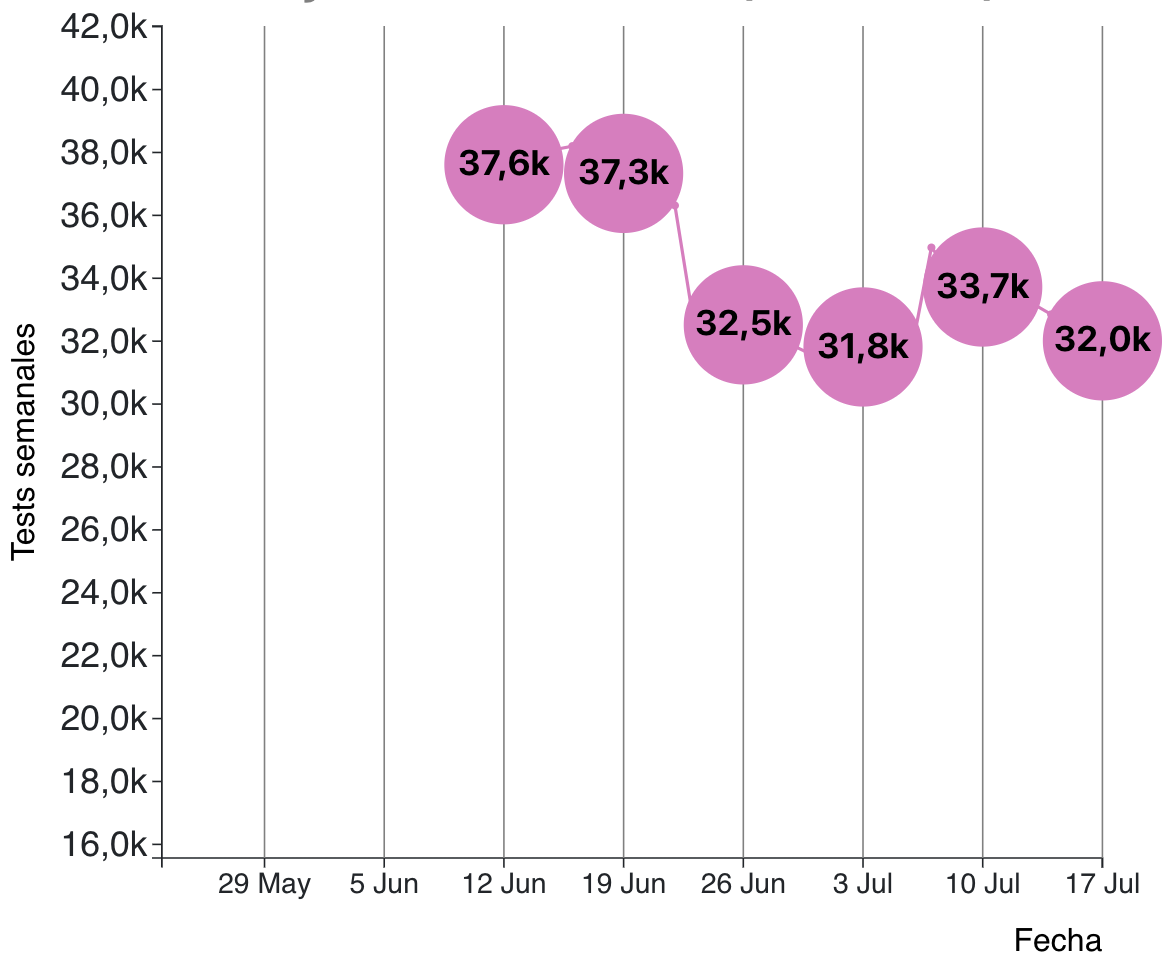 42,0k
40,0k
38,0k
36,0k
34,0k
32,0k
30,0k
28,0k
26,0k
24,0k
22,0k
20,0k
18,0k
16,0k
Tests semanales
37,6k
37,3k
32,5k
31,8k
33,7k
32,0k
29 May
5 Jun
12 Jun
19 Jun
26 Jun
3 Jul
10 Jul
17 Jul
Fecha